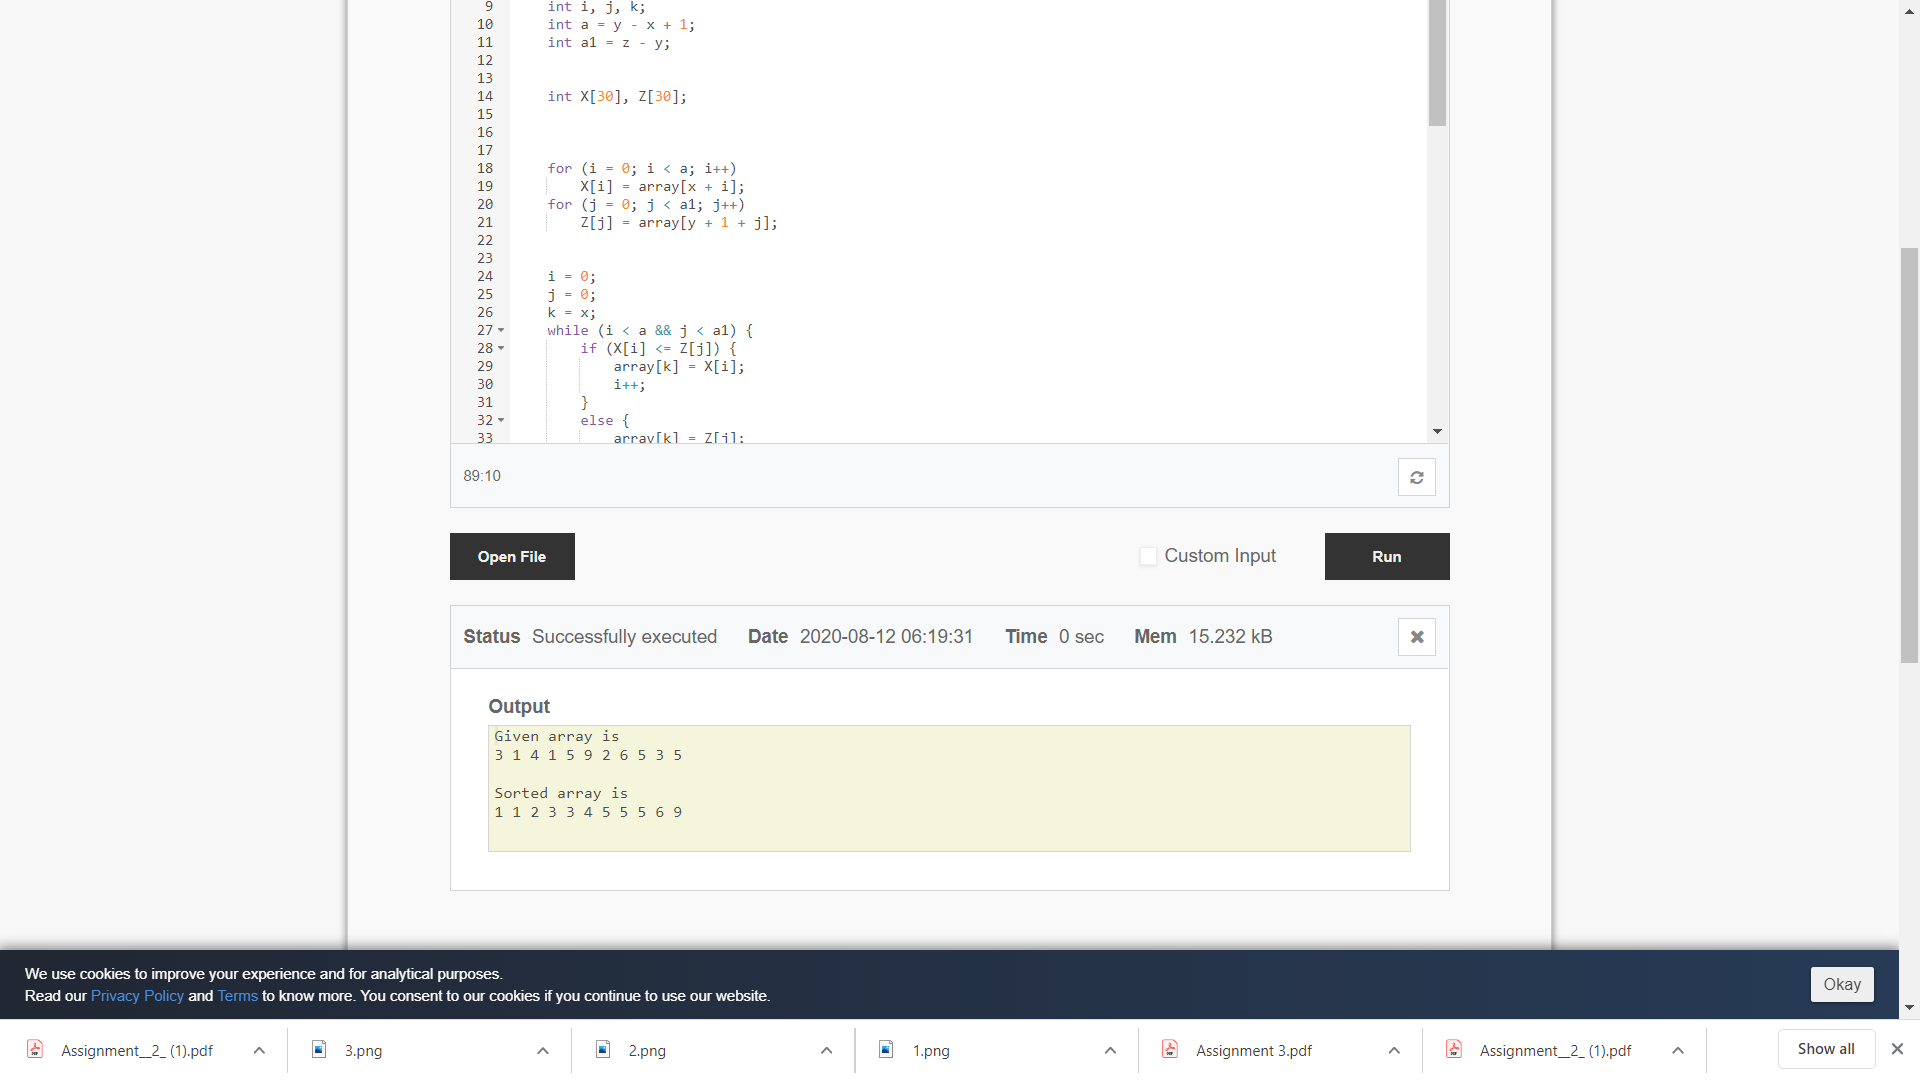 9 int i, j, k;
10 int a = y - x + 1;
11 int a1 = z - y;
12
13
14 int X[30], Z[30];
15
16
17
18 for (i = 0; i < a; i++)
19 X[i] = array[x + i];
20 for (j = 0; j < a1; j++)
21 Z[j] = array[y + 1 + j];
22
23
24 i = 0;
25 j = 0;
26 k = x;
27 while (i < a && j < a1) {
28 if (X[i] <= Z[j]) {
29 array[k] = X[i];
30 i++;
31 }
32 else {
33 array[k] = Z[j];
89:10
Open File
Custom Input
Run
Status Successfully executed Date 2020-08-12 06:19:31 Time 0 sec Mem 15.232 kB
Output
Given array is
3 1 4 1 5 9 2 6 5 3 5
Sorted array is
1 1 2 3 3 4 5 5 5 6 9
We use cookies to improve your experience and for analytical purposes.
Read our Privacy Policy and Terms to know more. You consent to our cookies if you continue to use our website.
Okay
Assignment__2_ (1).pdf
3.png
2.png
1.png
Assignment 3.pdf
Assignment__2_ (1).pdf
Show all